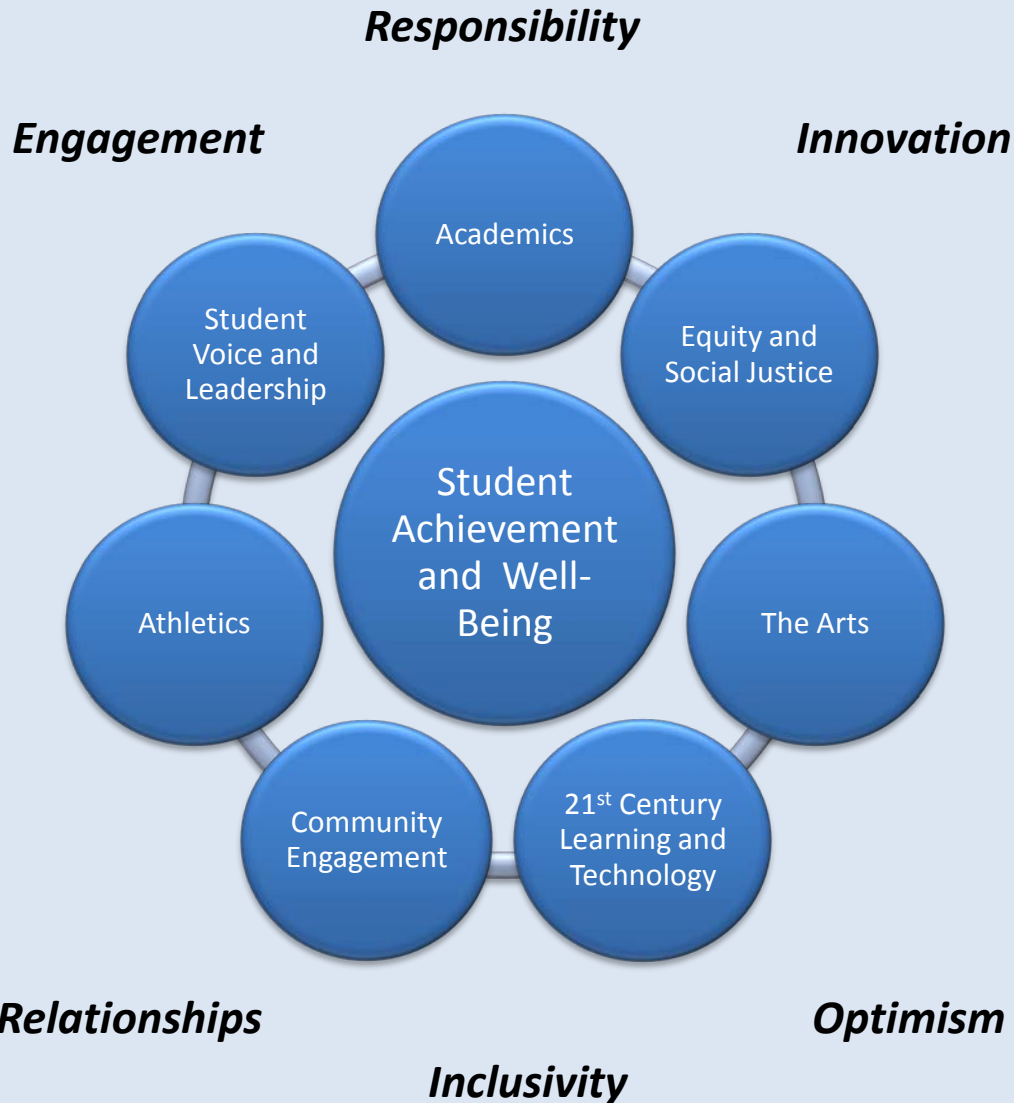 Responsibility
Engagement
Innovation
Academics
Student
Voice and
Leadership
Equity and
Social Justice
Student
Achievement
and Well-
Being
Athletics
The Arts
Community
Engagement
21st Century
Learning and
Technology
Relationships
Optimism
Inclusivity